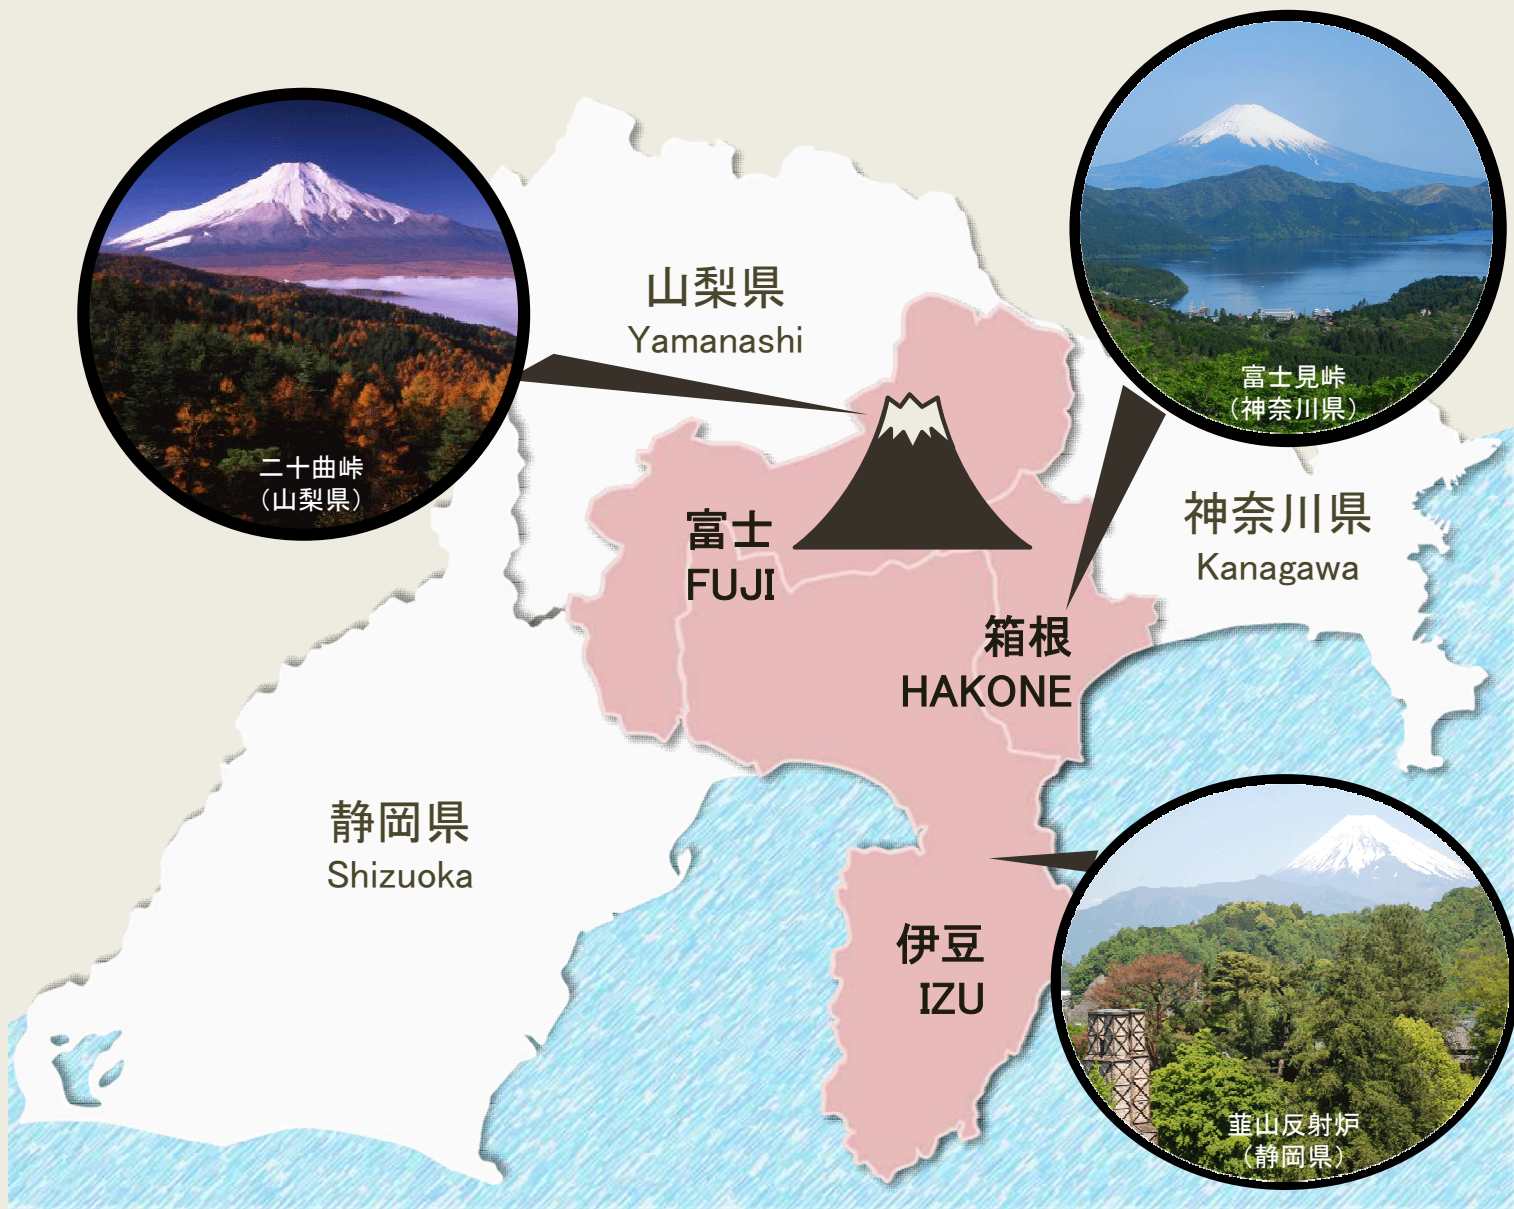 富士見峠
（神奈川県）
山梨県
Yamanashi
二十曲峠
（山梨県）
神奈川県
Kanagawa
富士
FUJI
箱根
HAKONE
静岡県
Shizuoka
伊豆
IZU
韮山反射炉
（静岡県）